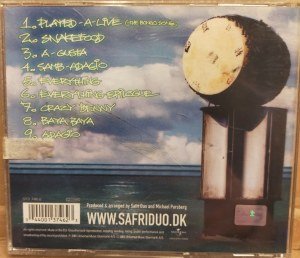 1. PLAYED-A-LIVE (THE BONGO SONG)
2. SNAKEFOOD
3. A-GUSTA
4. SAMB-ADAGIO
5. EVERYTHING
6. EVERYTHING EPILOGUE
7. CRAZY BENNY
8. BAYA BAYA
9. ADAGIO
Produced & arranged by Safri Duo and Michael Parsberg
WWW.SAFRIDUO.DK